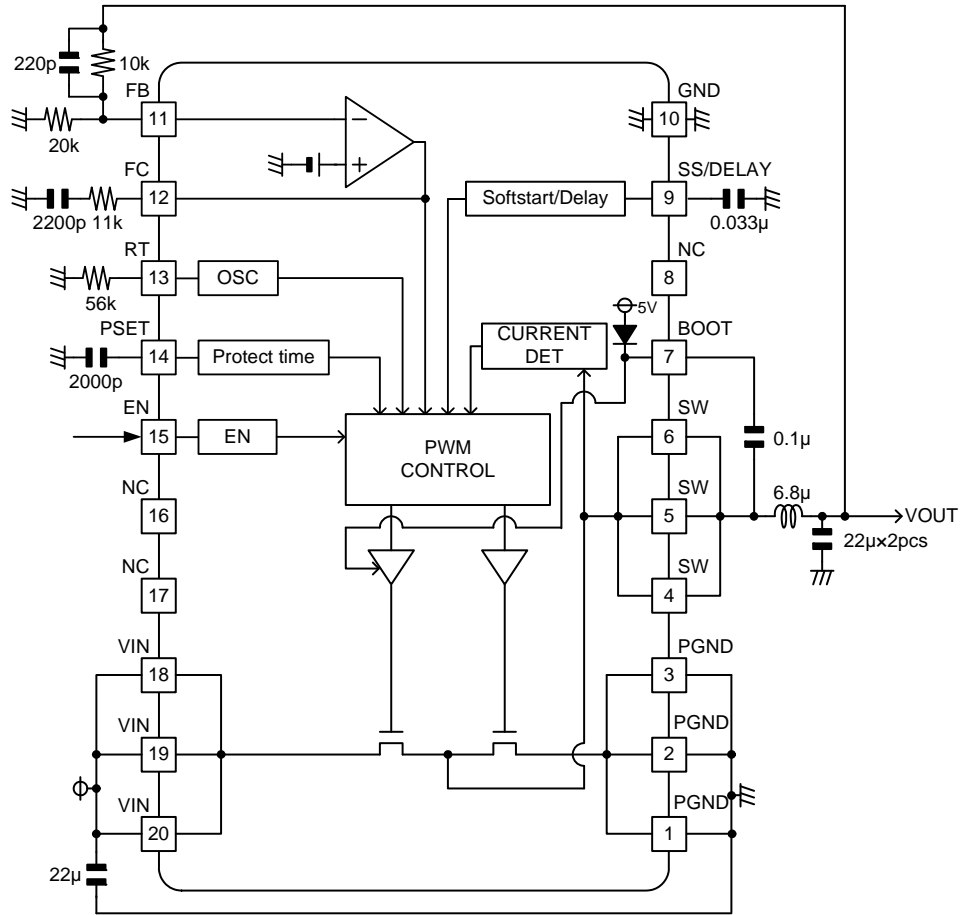 220p
10k
FB
11
20k
FC
12
2200p
11k
RT
13
OSC
56k
PSET
14
Protect time
2000p
EN
15
EN
NC
16
NC
17
VIN
18
VIN
19
VIN
20
22μ
PWM
CONTROL
GND
10
SS/DELAY
9
Softstart/Delay
0.033μ
NC
8
5V
CURRENT
DET
BOOT
7
SW
6
0.1μ
SW
5
6.8μ
VOUT
22μ×2pcs
SW
4
PGND
3
PGND
2
PGND
1